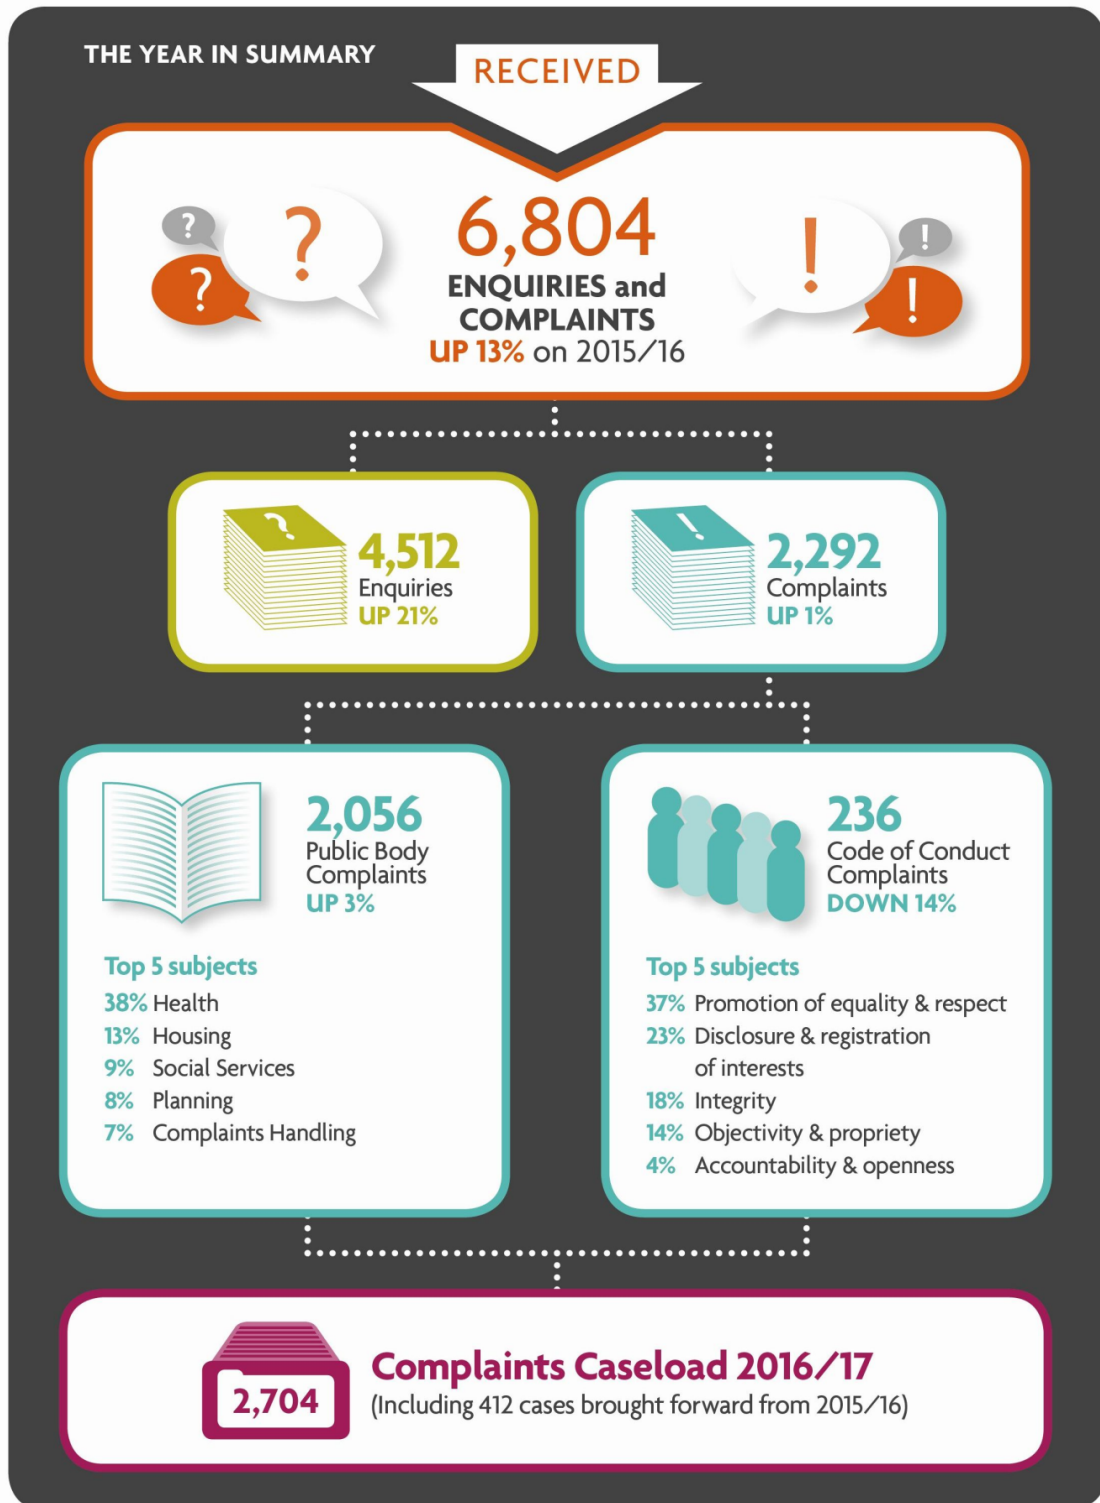 THE YEAR IN SUMMARY
RECEIVED
? ? ?
! ! !
6,804
ENQUIRIES and
COMPLAINTS
UP 13% on 2015/16
?
4,512
Enquiries
UP 21%
!
2,292
Complaints
UP 1%
2,056
Public Body
Complaints
UP 3%
Top 5 subjects
38% Health
13% Housing
9% Social Services
8% Planning
7% Complaints Handling
236
Code of Conduct
Complaints
DOWN 14%
Top 5 subjects
37% Promotion of equality & respect
23% Disclosure & registration
of interests
18% Integrity
14% Objectivity & propriety
4% Accountability & openness
2,704
Complaints Caseload 2016/17
(Including 412 cases brought forward from 2015/16)